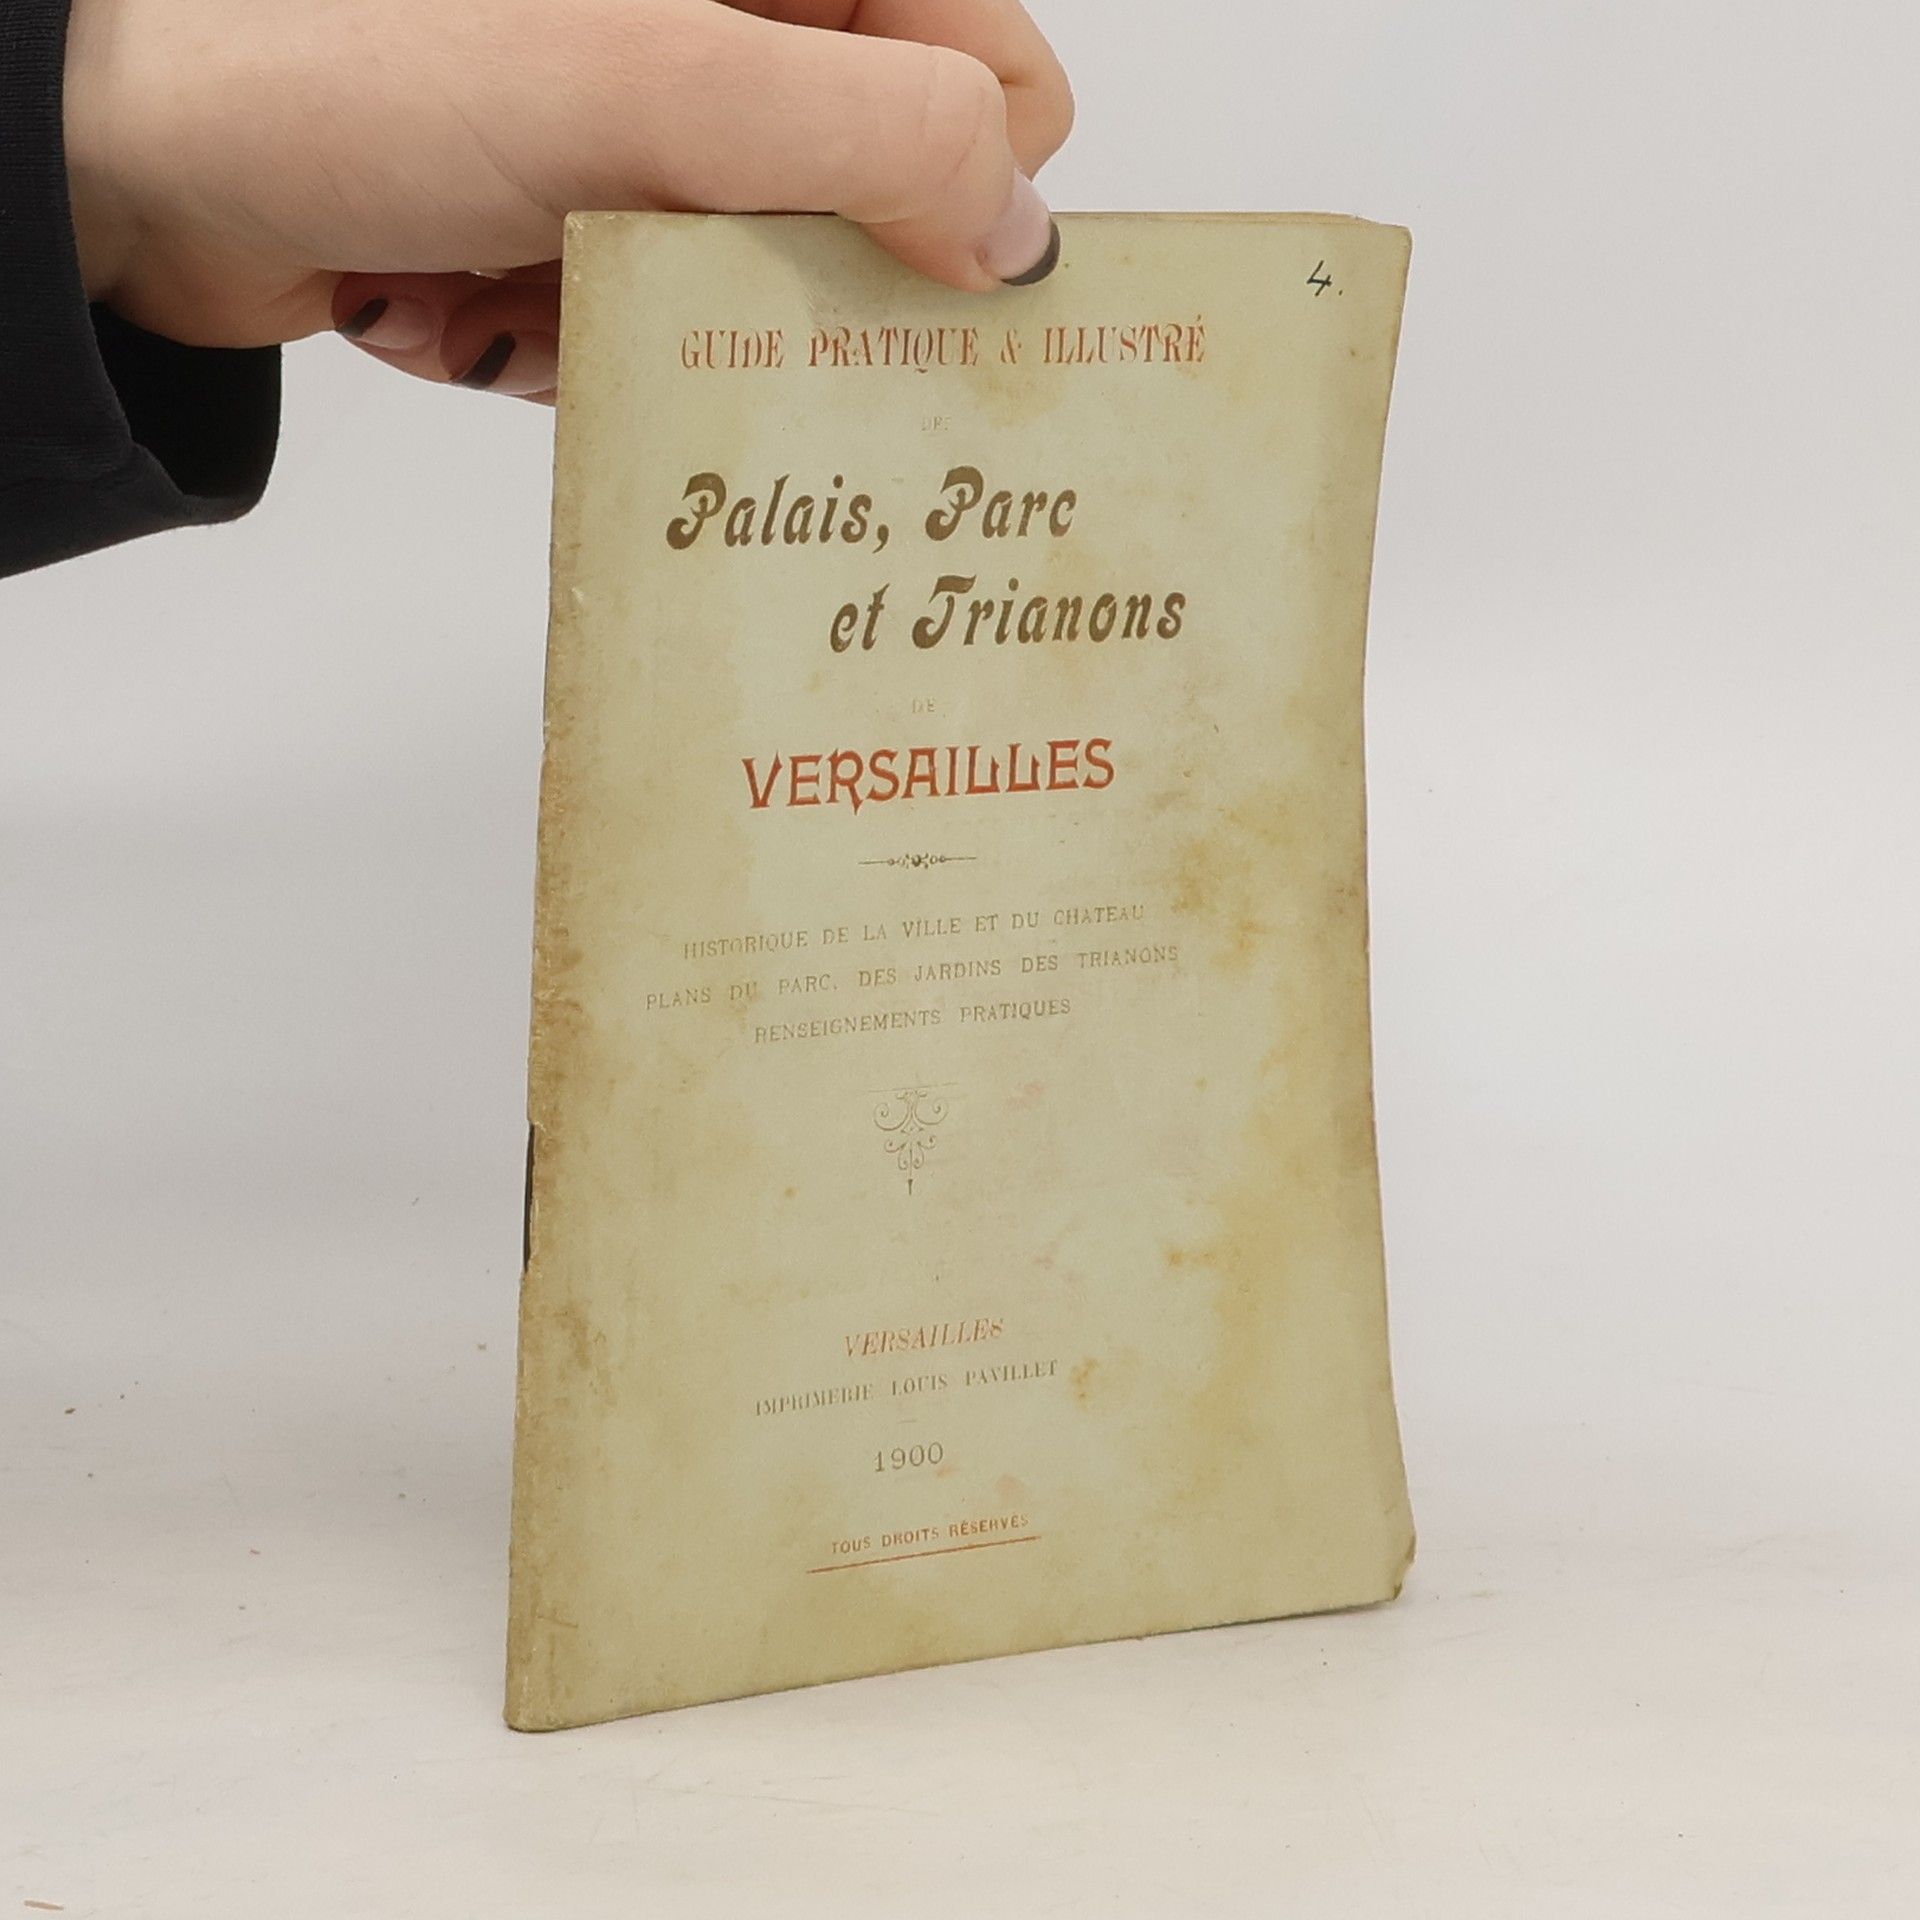 4.
GUIDE PRATIQUE & ILLUSTRÉ
DES
Palais, Parc
et Trianons
DE
VERSAILLES
HISTORIQUE DE LA VILLE ET DU CHATEAU
PLANS DU PARC, DES JARDINS DES TRIANONS
RENSEIGNEMENTS PRATIQUES
VERSAILLES
IMPRIMERIE LOUIS PAVILLET
1900
TOUS DROITS RÉSERVÉS